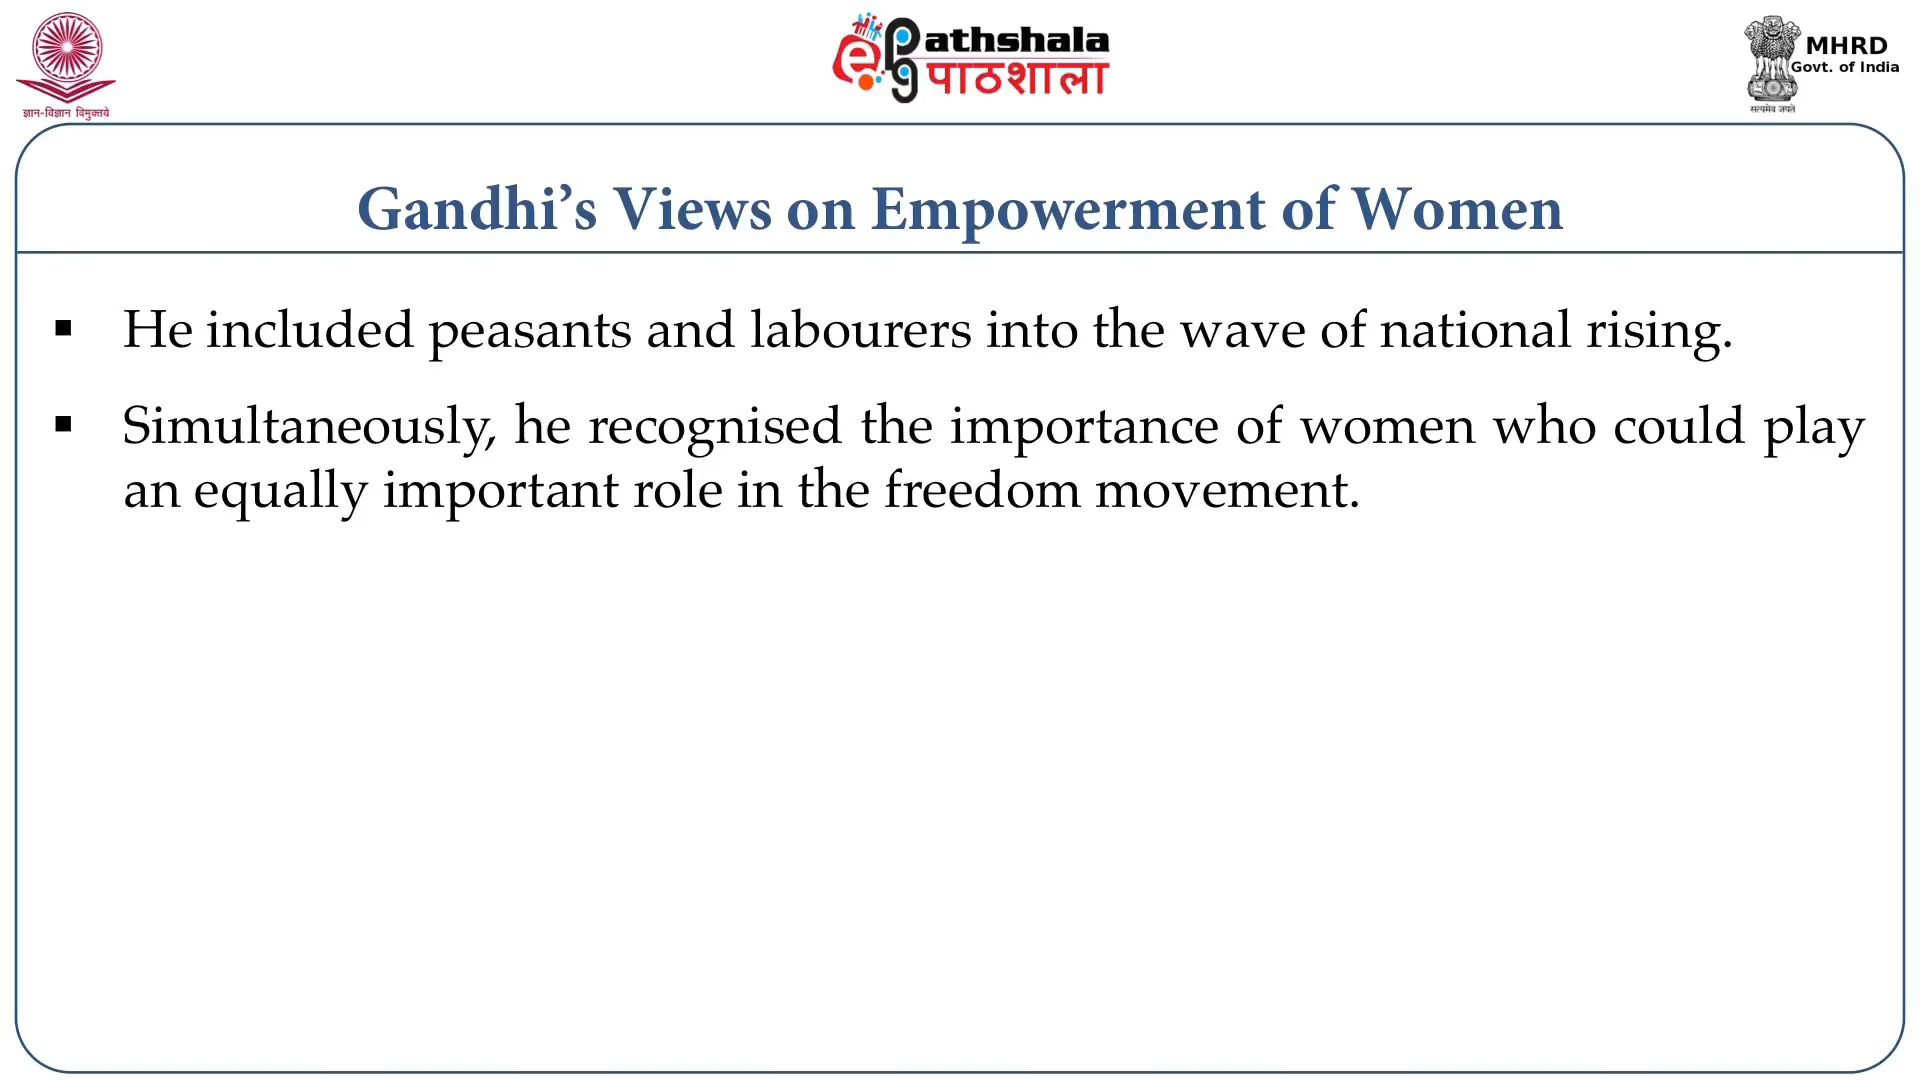 ज्ञान-विज्ञान विमुक्तये
e pg Pathshala
पाठशाला
MHRD
Govt. of India
सत्यमेव जयते
Gandhi’s Views on Empowerment of Women
▪ He included peasants and labourers into the wave of national rising.
▪ Simultaneously, he recognised the importance of women who could play
an equally important role in the freedom movement.